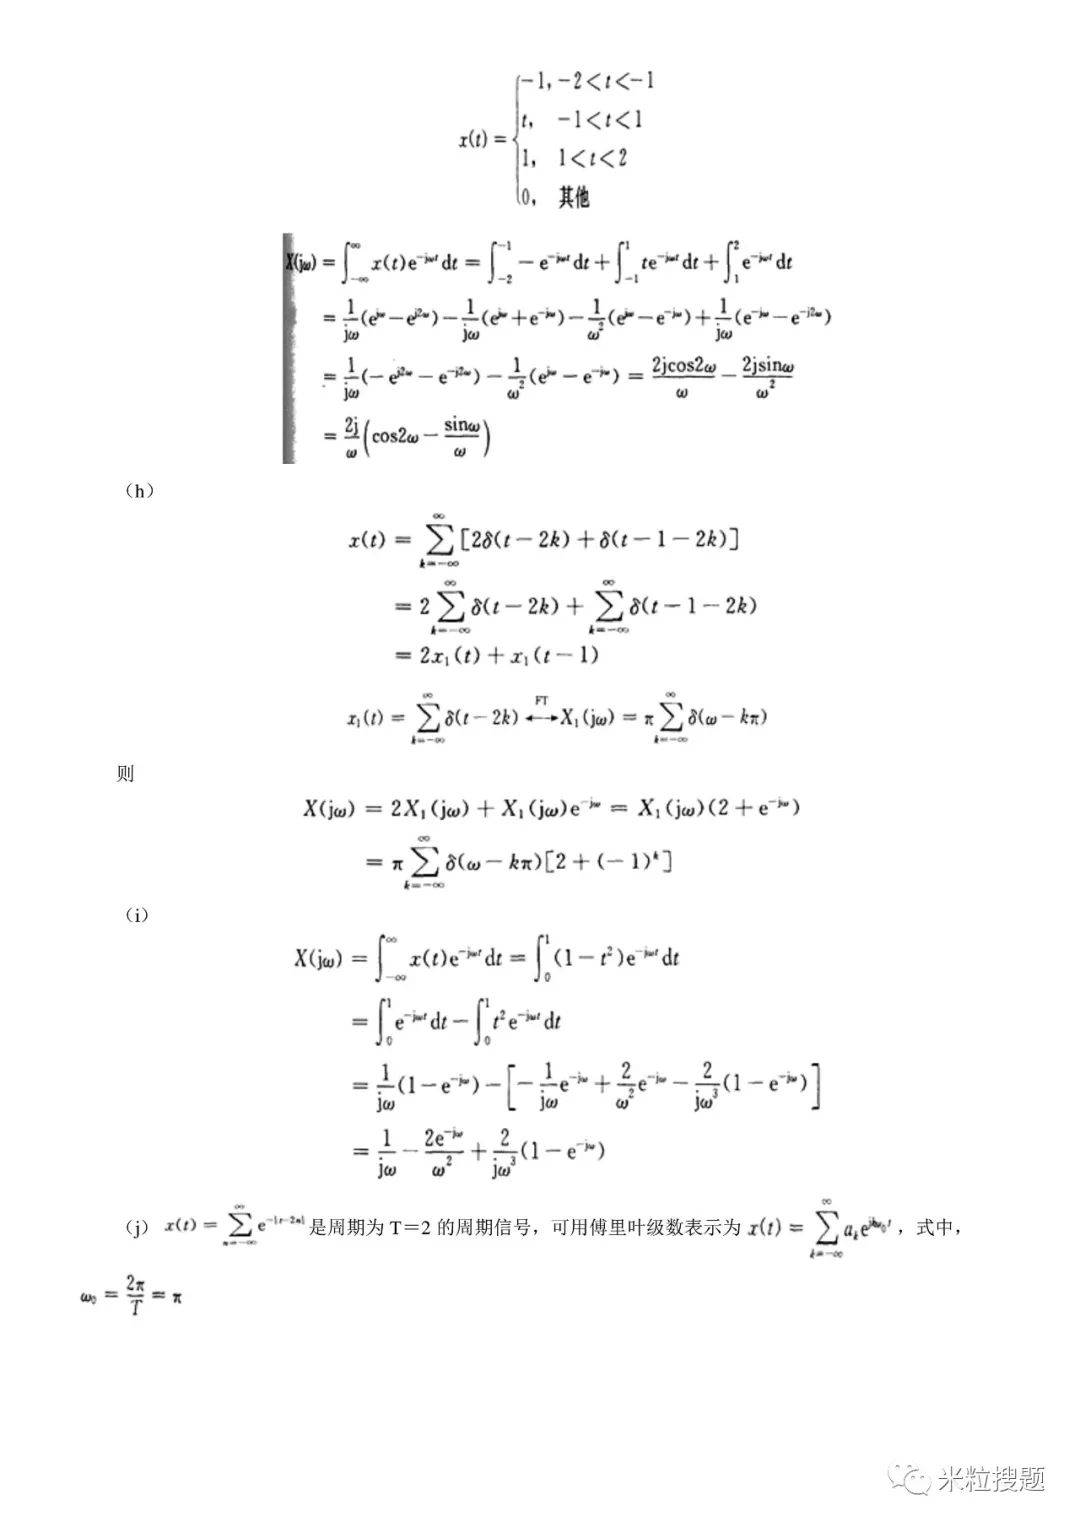 x(t) = { -1, -2<t<-1
t, -1<t<1
1, 1<t<2
0, 其他
X(jω) = ∫_{-∞}^{∞} x(t)e^{-jωt}dt = ∫_{-2}^{-1} -e^{-jωt}dt + ∫_{-1}^{1} te^{-jωt}dt + ∫_{1}^{2} e^{-jωt}dt
= 1/(jω)(e^{jω} - e^{j2ω}) - 1/(jω)(e^{jω} + e^{-jω}) - 1/ω²(e^{jω} - e^{-jω}) + 1/(jω)(e^{-jω} - e^{-j2ω})
= 1/(jω)(-e^{j2ω} - e^{-j2ω}) - 1/ω²(e^{jω} - e^{-jω}) = 2jcos2ω/ω - 2jsinω/ω²
= 2j/ω(cos2ω - sinω/ω)
（h）
x(t) = ∑_{k=-∞}^{∞} [2δ(t-2k) + δ(t-1-2k)]
= 2∑_{k=-∞}^{∞} δ(t-2k) + ∑_{k=-∞}^{∞} δ(t-1-2k)
= 2x₁(t) + x₁(t-1)
x₁(t) = ∑_{k=-∞}^{∞} δ(t-2k) ⟷^{FT} X₁(jω) = π∑_{k=-∞}^{∞} δ(ω-kπ)
则
X(jω) = 2X₁(jω) + X₁(jω)e^{-jω} = X₁(jω)(2+e^{-jω})
= π∑_{k=-∞}^{∞} δ(ω-kπ)[2+(-1)^k]
（i）
X(jω) = ∫_{-∞}^{∞} x(t)e^{-jωt}dt = ∫_{0}^{1} (1-t²)e^{-jωt}dt
= ∫_{0}^{1} e^{-jωt}dt - ∫_{0}^{1} t²e^{-jωt}dt
= 1/(jω)(1-e^{-jω}) - [-1/(jω)e^{-jω} + 2/ω² e^{-jω} - 2/(jω³)(1-e^{-jω})]
= 1/(jω) - 2e^{-jω}/ω² + 2/(jω³)(1-e^{-jω})
（j） x(t) = ∑_{n=-∞}^{∞} e^{-|t-2n|} 是周期为 T＝2 的周期信号，可用傅里叶级数表示为 x(t) = ∑_{k=-∞}^{∞} a_k e^{jkω₀t}，式中，
ω₀ = 2π/T = π
米粒搜题